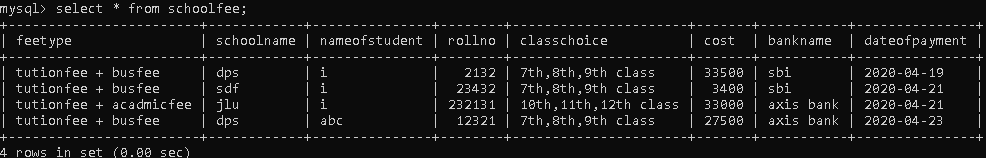 mysql> select * from schoolfee;
+-----------------------+------------+---------------+--------+----------------------+-------+-----------+---------------+
| feetype               | schoolname | nameofstudent | rollno | classchoice          | cost  | bankname  | dateofpayment |
+-----------------------+------------+---------------+--------+----------------------+-------+-----------+---------------+
| tutionfee + busfee    | dps        | i             |   2132 | 7th,8th,9th class    | 33500 | sbi       | 2020-04-19    |
| tutionfee + busfee    | sdf        | i             |  23432 | 7th,8th,9th class    |  3400 | sbi       | 2020-04-21    |
| tutionfee + acadmicfee | jlu        | i             | 232131 | 10th,11th,12th class | 33000 | axis bank | 2020-04-21    |
| tutionfee + busfee    | dps        | abc           |  12321 | 7th,8th,9th class    | 27500 | axis bank | 2020-04-23    |
+-----------------------+------------+---------------+--------+----------------------+-------+-----------+---------------+
4 rows in set (0.00 sec)